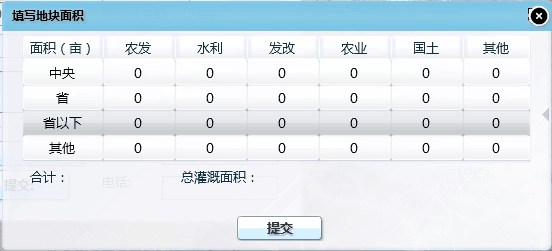 填写地块面积
面积（亩） 农发 水利 发改 农业 国土 其他
中央 0 0 0 0 0 0
省 0 0 0 0 0 0
省以下 0 0 0 0 0 0
其他 0 0 0 0 0 0
合计： 总灌溉面积：
提交: 电话:
提交